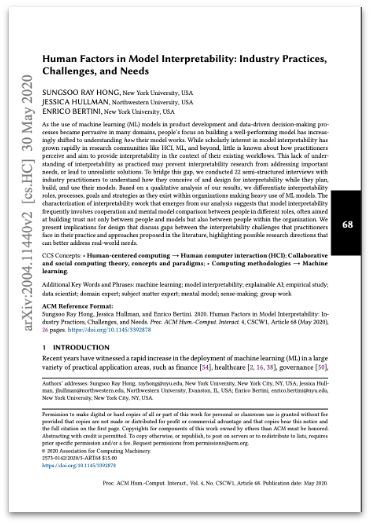 Human Factors in Model Interpretability: Industry Practices,
Challenges, and Needs
SUNGSOO RAY HONG, New York University, USA
JESSICA HULLMAN, Northwestern University, USA
ENRICO BERTINI, New York University, USA
As the use of machine learning (ML) models in product development and data-driven decision-making pro-
cesses became pervasive in many domains, people's focus on building a well-performing model has increas-
ingly shifted to understanding how their model works. While scholarly interest in model interpretability has
grown rapidly in research communities like HCI, ML, and beyond, little is known about how practitioners
perceive and aim to provide interpretability in the context of their existing workflows. This lack of under-
standing of interpretability as practiced may prevent interpretability research from addressing important
needs, or lead to unrealistic solutions. To bridge this gap, we conducted 22 semi-structured interviews with
industry practitioners to understand how they conceive of and design for interpretability while they plan,
build, and use their models. Based on a qualitative analysis of our results, we differentiate interpretability
roles, processes, goals and strategies as they exist within organizations making heavy use of ML models. The
characterization of interpretability work that emerges from our analysis suggests that model interpretability
frequently involves cooperation and mental model comparison between people in different roles, often aimed
at building trust not only between people and models but also between people within the organization. We
present implications for design that discuss gaps between the interpretability challenges that practitioners
face in their practice and approaches proposed in the literature, highlighting possible research directions that
can better address real-world needs.
CCS Concepts: • Human-centered computing → Human computer interaction (HCI); Collaborative
and social computing theory, concepts and paradigms; • Computing methodologies → Machine
learning.
Additional Key Words and Phrases: machine learning; model interpretability; explainable AI; empirical study;
data scientist; domain expert; subject matter expert; mental model; sense-making; group work
ACM Reference Format:
Sungsoo Ray Hong, Jessica Hullman, and Enrico Bertini. 2020. Human Factors in Model Interpretability: In-
dustry Practices, Challenges, and Needs. Proc. ACM Hum.-Comput. Interact. 4, CSCW1, Article 68 (May 2020),
26 pages. https://doi.org/10.1145/3392878
1 INTRODUCTION
Recent years have witnessed a rapid increase in the deployment of machine learning (ML) in a large
variety of practical application areas, such as finance [54], healthcare [2, 16, 38], governance [50],
Authors' addresses: Sungsoo Ray Hong, rayhong@nyu.edu, New York University, New York City, NY, USA; Jessica Hull-
man, jhullman@northwestern.edu, Northwestern University, Evanston, IL, USA; Enrico Bertini, enrico.bertini@nyu.edu,
New York University, New York City, NY, USA.
Permission to make digital or hard copies of all or part of this work for personal or classroom use is granted without fee
provided that copies are not made or distributed for profit or commercial advantage and that copies bear this notice and
the full citation on the first page. Copyrights for components of this work owned by others than ACM must be honored.
Abstracting with credit is permitted. To copy otherwise, or republish, to post on servers or to redistribute to lists, requires
prior specific permission and/or a fee. Request permissions from permissions@acm.org.
© 2020 Association for Computing Machinery.
2573-0142/2020/5-ART68 $15.00
https://doi.org/10.1145/3392878
Proc. ACM Hum.-Comput. Interact., Vol. 4, No. CSCW1, Article 68. Publication date: May 2020.
68
arXiv:2004.11440v2 [cs.HC] 30 May 2020